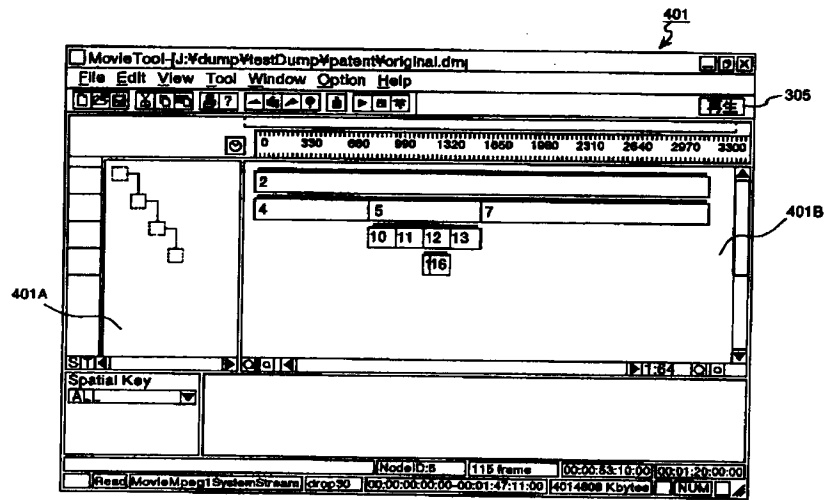 401
MovieTool-[J:¥dump¥testDump¥patent¥original.dm
File Edit View Tool Window Option Help
再生
305
0 330 660 990 1320 1650 1980 2310 2640 2970 3300
2
4 5 7
401B
10 11 12 13
116
401A
S T
1:64
Spatial Key
ALL
NodeID:5 115 frame 00:00:53:10:00 00:01:20:00:00
Read MovieMpeg1SystemStream drop30 00:00:00:00:00-00:01:47:11:00 4014808 Kbytes NUM